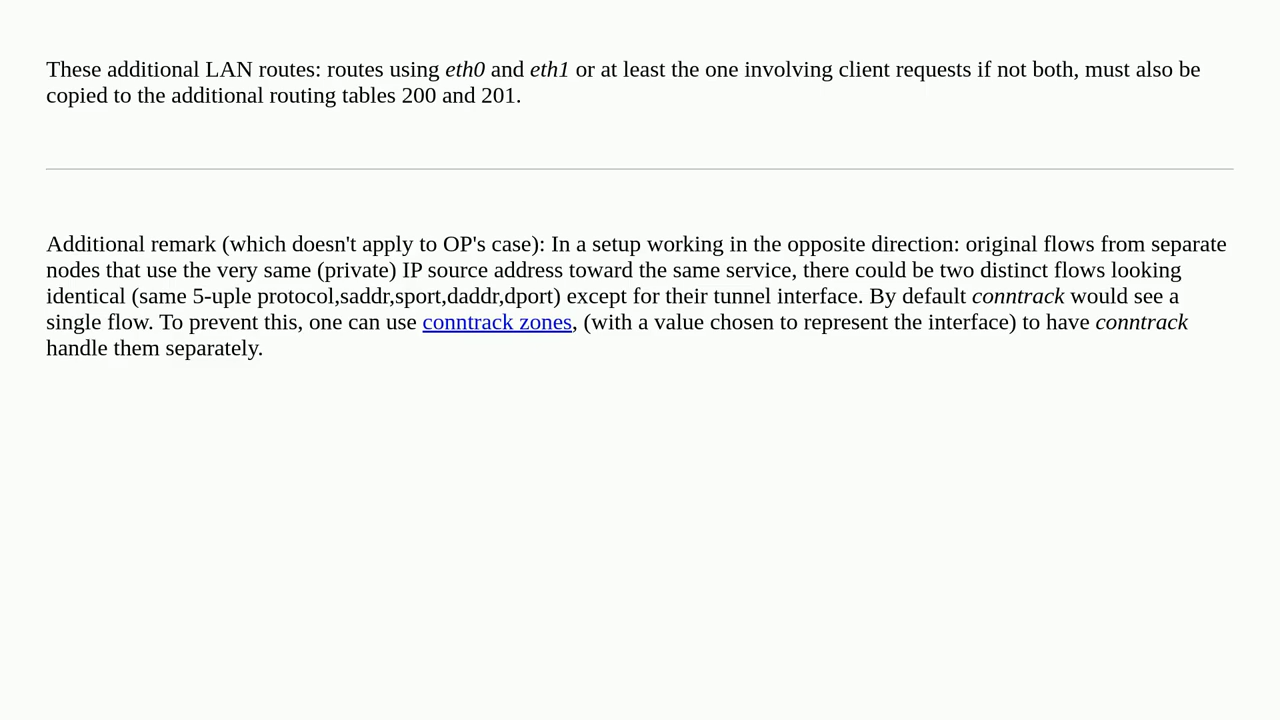 These additional LAN routes: routes using eth0 and eth1 or at least the one involving client requests if not both, must also be
copied to the additional routing tables 200 and 201.
Additional remark (which doesn't apply to OP's case): In a setup working in the opposite direction: original flows from separate
nodes that use the very same (private) IP source address toward the same service, there could be two distinct flows looking
identical (same 5-uple protocol,saddr,sport,daddr,dport) except for their tunnel interface. By default conntrack would see a
single flow. To prevent this, one can use conntrack zones, (with a value chosen to represent the interface) to have conntrack
handle them separately.